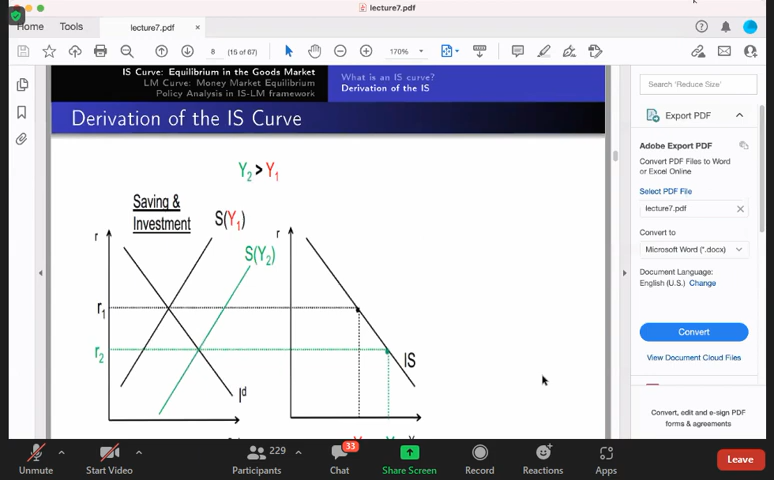 lecture7.pdf
Home
Tools
lecture7.pdf
×
8
(15 of 67)
170%
IS Curve: Equilibrium in the Goods Market
LM Curve: Money Market Equilibrium
Policy Analysis in IS-LM framework
What is an IS curve?
Derivation of the IS
Derivation of the IS Curve
Y2 > Y1
Saving &
Investment
S(Y1)
S(Y2)
r
r
r1
r2
IS
Id
Search 'Reduce Size'
Export PDF
Adobe Export PDF
Convert PDF Files to Word
or Excel Online
Select PDF File
lecture7.pdf
Convert to
Microsoft Word (*.docx)
Document Language:
English (U.S.) Change
Convert
View Document Cloud Files
Convert, edit and e-sign PDF
forms & agreements
Unmute
Start Video
229
Participants
33
Chat
Share Screen
Record
Reactions
Apps
Leave